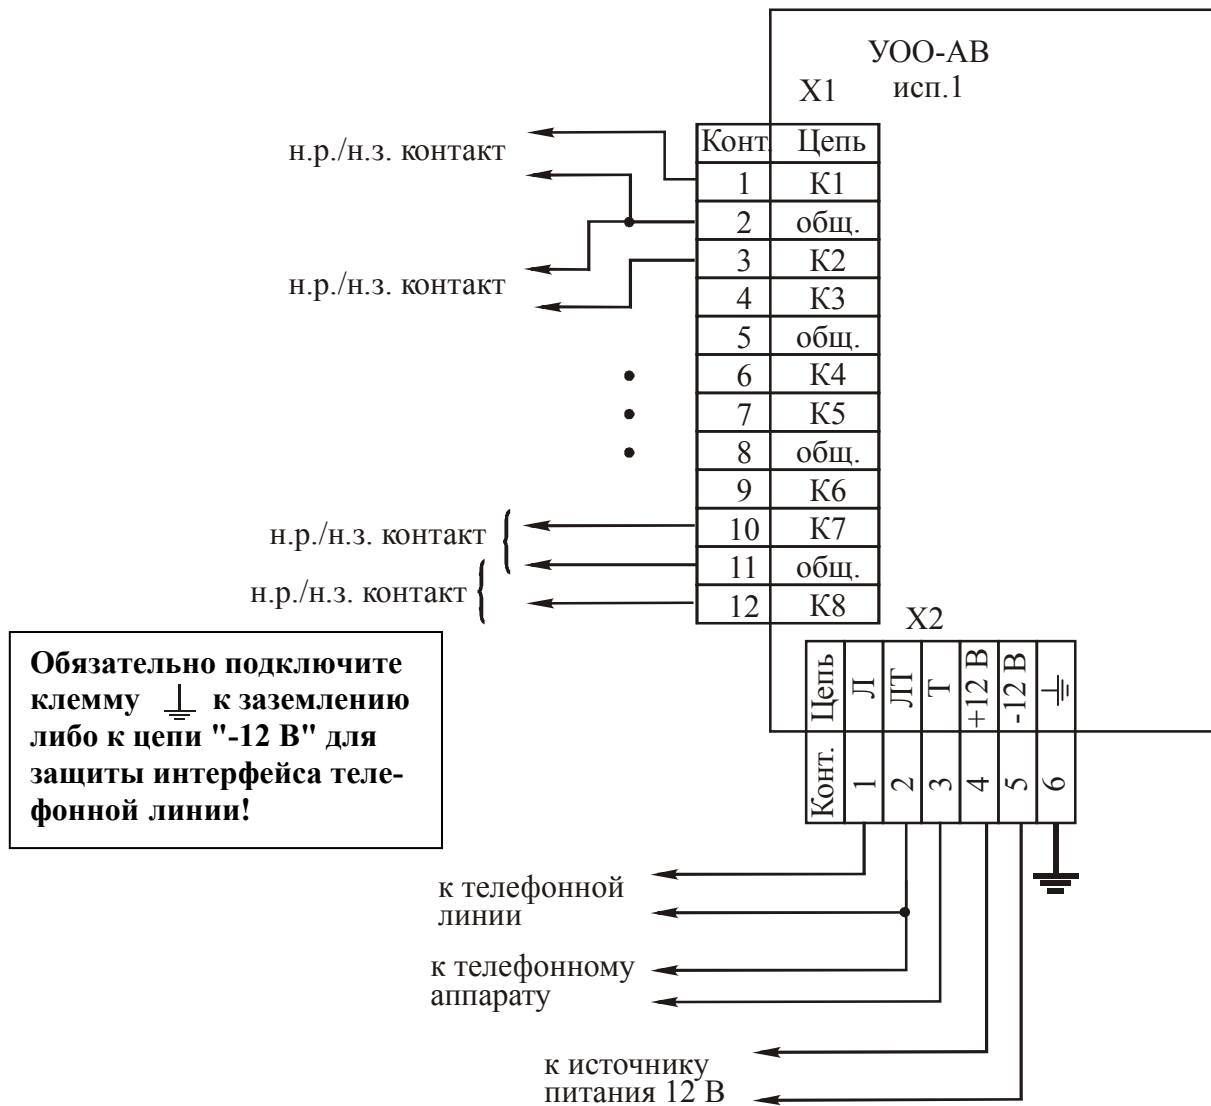 УОО-АВ
исп.1
Х1
Конт. Цепь
1 К1
2 общ.
3 К2
4 К3
5 общ.
6 К4
7 К5
8 общ.
9 К6
10 К7
11 общ.
12 К8
н.р./н.з. контакт
н.р./н.з. контакт
н.р./н.з. контакт
н.р./н.з. контакт
Обязательно подключите
клемму к заземлению
либо к цепи "-12 В" для
защиты интерфейса теле-
фонной линии!
Х2
Цепь Л ЛТ Т +12 В -12 В
Конт. 1 2 3 4 5 6
к телефонной
линии
к телефонному
аппарату
к источнику
питания 12 В